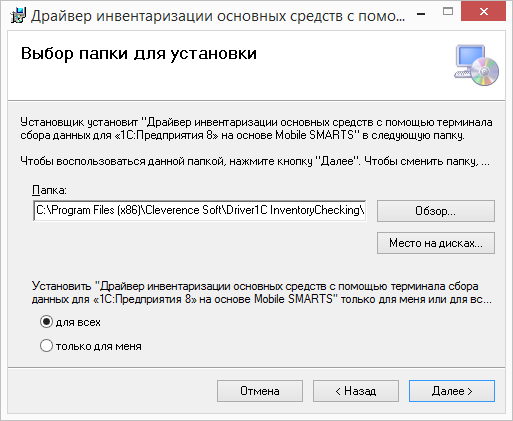 Драйвер инвентаризации основных средств с помо...
Выбор папки для установки
Установщик установит "Драйвер инвентаризации основных средств с помощью терминала
сбора данных для «1С:Предприятия 8» на основе Mobile SMARTS" в следующую папку.
Чтобы воспользоваться данной папкой, нажмите кнопку "Далее". Чтобы сменить папку, ...
Папка:
C:\Program Files (x86)\Cleverence Soft\Driver1C InventoryChecking\
Обзор...
Место на дисках...
Установить "Драйвер инвентаризации основных средств с помощью терминала сбора
данных для «1С:Предприятия 8» на основе Mobile SMARTS" только для меня или для вс...
для всех
только для меня
Отмена
< Назад
Далее >